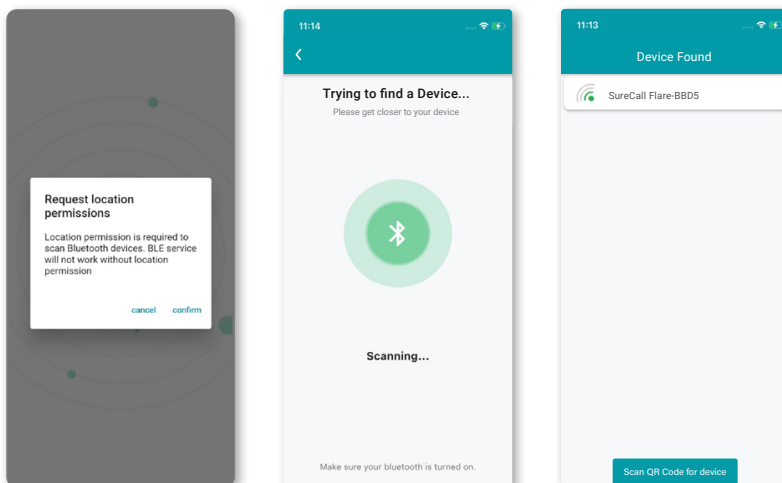 Request location
permissions
Location permission is required to
scan Bluetooth devices. BLE service
will not work without location
permission
cancel confirm
11:14
Trying to find a Device...
Please get closer to your device
Scanning...
Make sure your bluetooth is turned on.
11:13
Device Found
SureCall Flare-BBD5
Scan QR Code for device